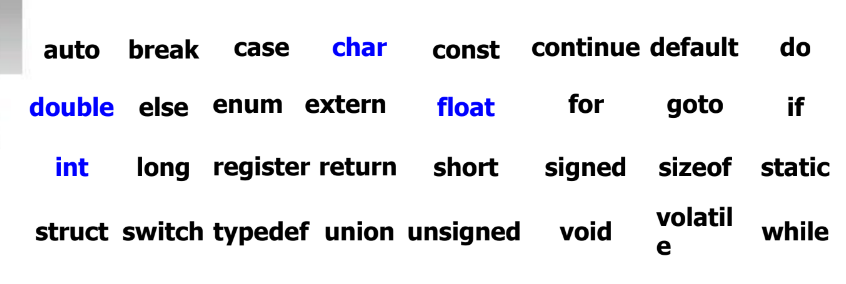 auto break case char const continue default do
double else enum extern float for goto if
int long register return short signed sizeof static
struct switch typedef union unsigned void volatil
e while